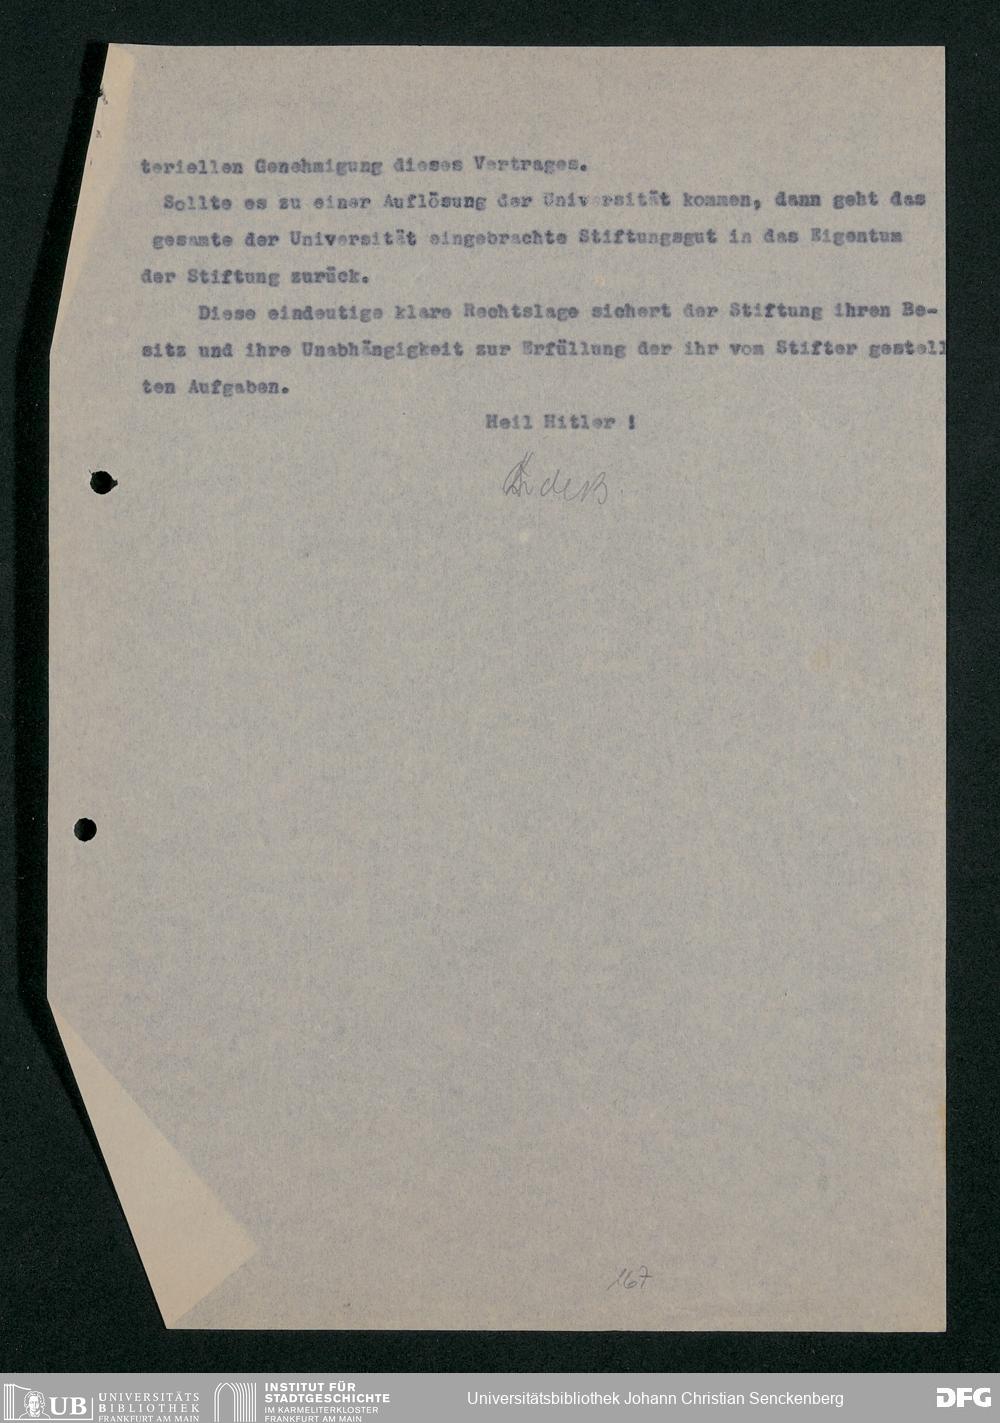 teriellen Genehmigung dieses Vertrages.
Sollte es zu einer Auflösung der Universität kommen, dann geht das
gesamte der Universität eingebrachte Stiftungsgut in das Eigentum
der Stiftung zurück.
Diese eindeutige klare Rechtslage sichert der Stiftung ihren Be-
sitz und ihre Unabhängigkeit zur Erfüllung der ihr vom Stifter gestell
ten Aufgaben.
Heil Hitler !
167
UB UNIVERSITÄTS
BIBLIOTHEK
FRANKFURT AM MAIN
INSTITUT FÜR
STADTGESCHICHTE
IM KARMELITERKLOSTER
FRANKFURT AM MAIN
Universitätsbibliothek Johann Christian Senckenberg
DFG